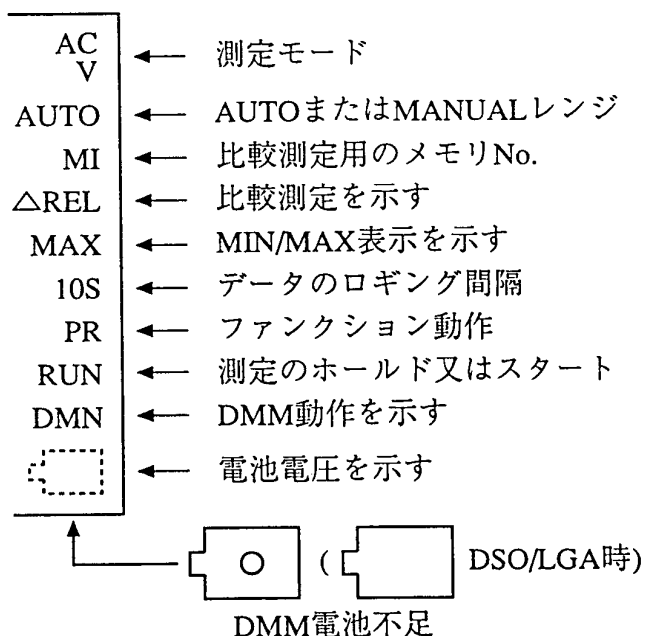 AC
V
測定モード
AUTO
AUTOまたはMANUALレンジ
MI
比較測定用のメモリNo.
△REL
比較測定を示す
MAX
MIN/MAX表示を示す
10S
データのロギング間隔
PR
ファンクション動作
RUN
測定のホールド又はスタート
DMN
DMM動作を示す
電池電圧を示す
( DSO/LGA時)
DMM電池不足